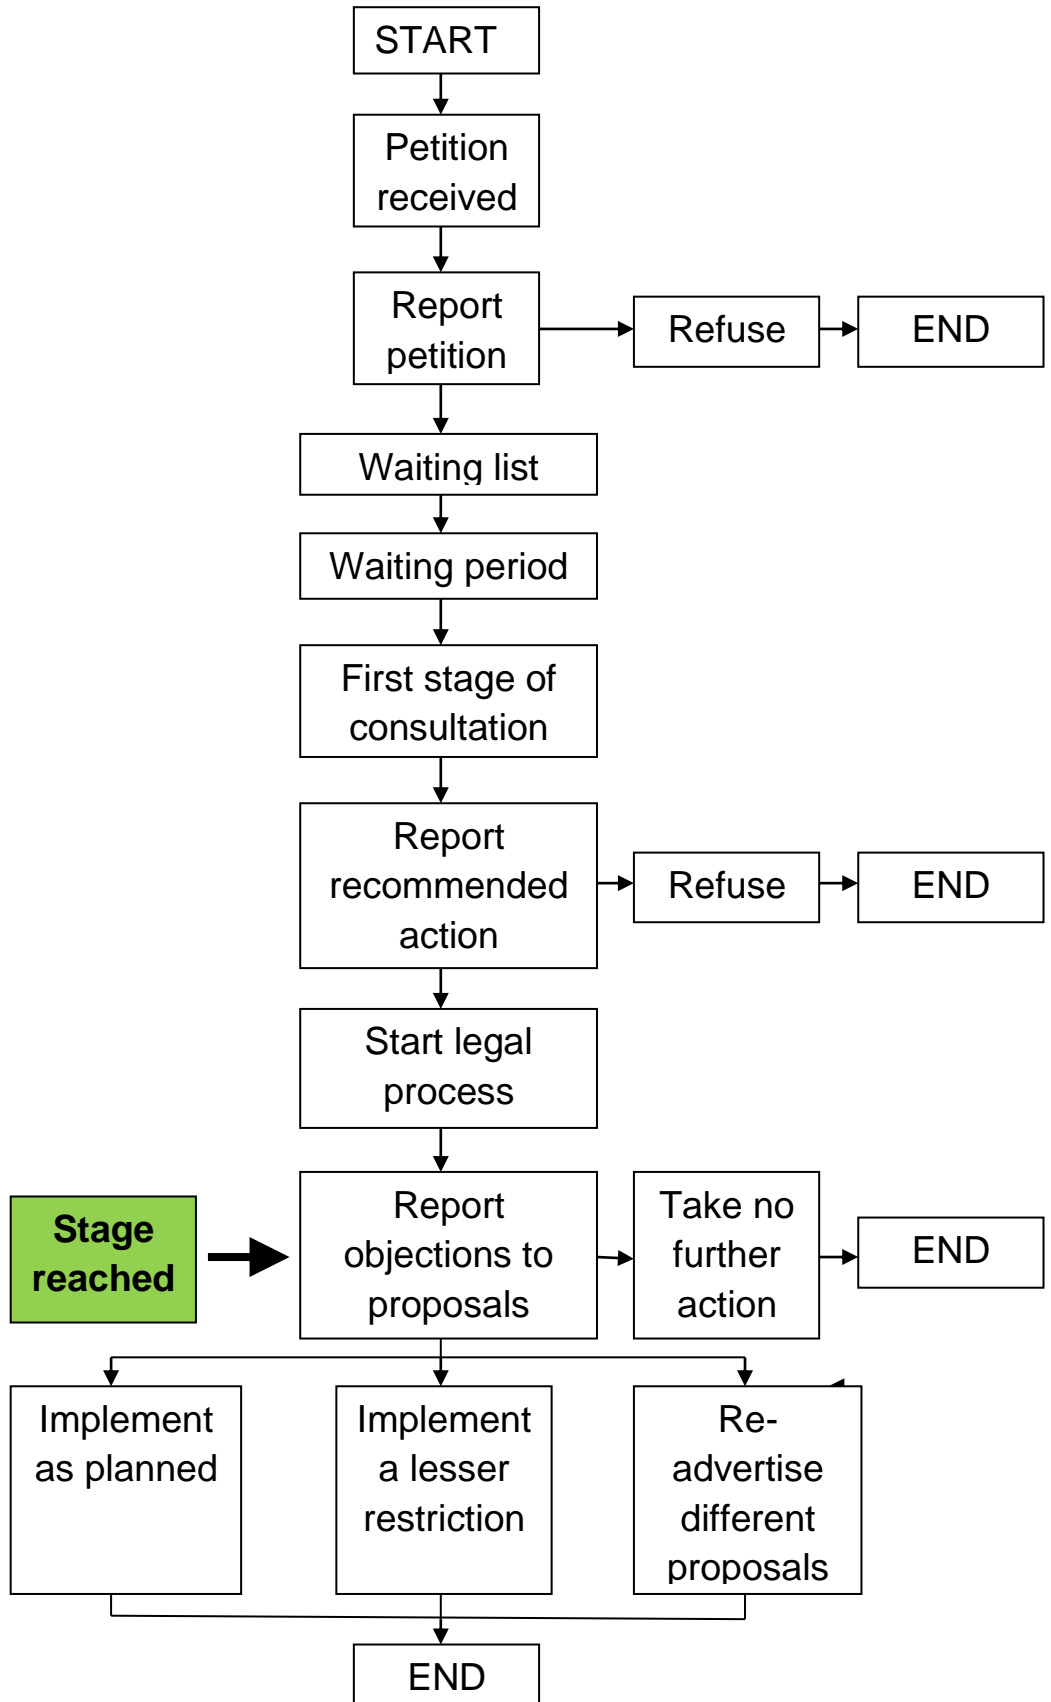 START
Petition
received
Report
petition
Refuse
END
Waiting list
Waiting period
First stage of
consultation
Report
recommended
action
Refuse
END
Start legal
process
Stage
reached
Report
objections to
proposals
Take no
further
action
END
Implement
as planned
Implement
a lesser
restriction
Re-
advertise
different
proposals
END